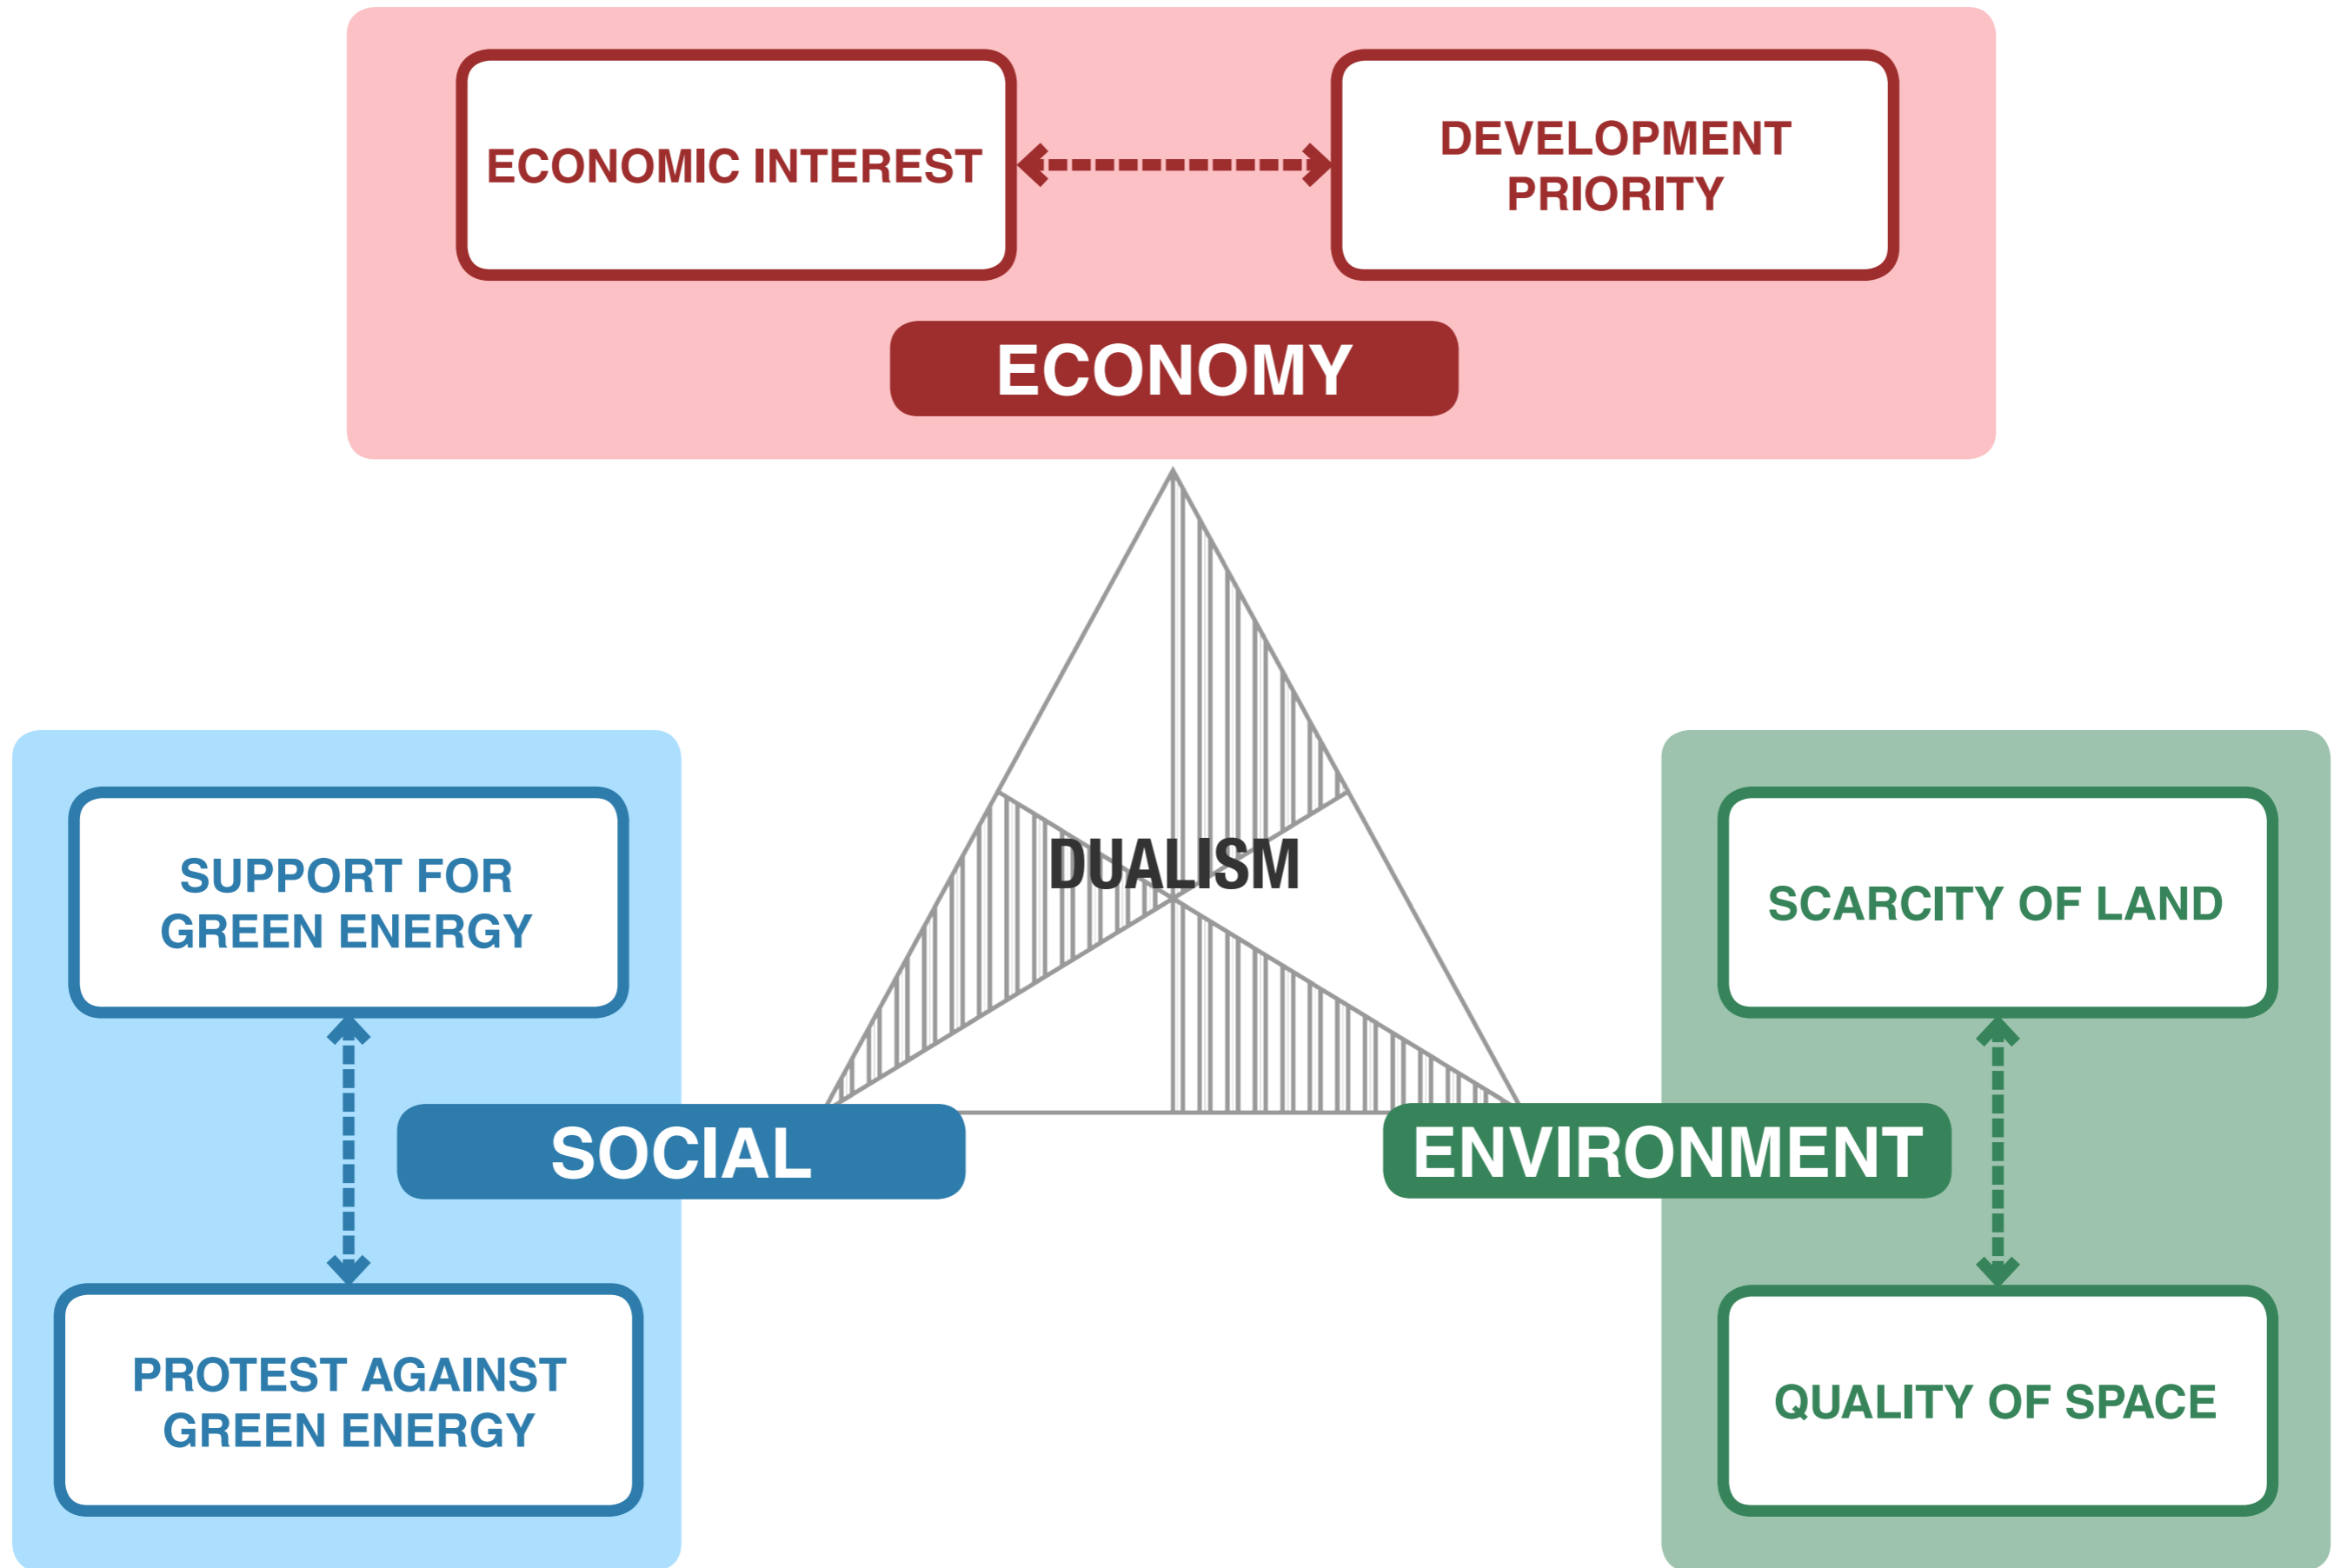 ECONOMIC INTEREST
DEVELOPMENT
PRIORITY
ECONOMY
DUALISM
SUPPORT FOR
GREEN ENERGY
SOCIAL
PROTEST AGAINST
GREEN ENERGY
SCARCITY OF LAND
ENVIRONMENT
QUALITY OF SPACE